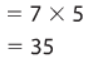 = 7 × 5
= 35